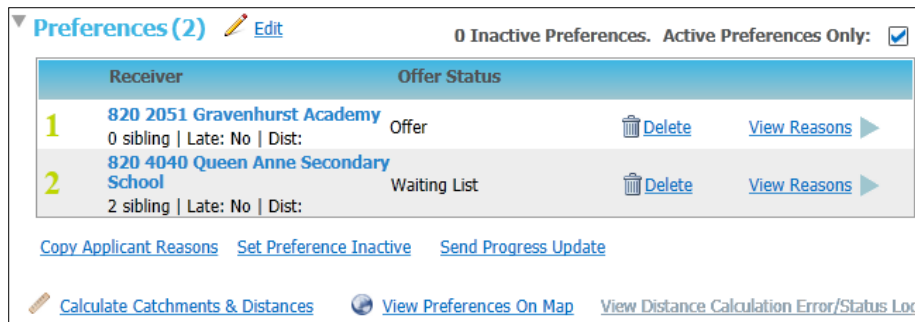 Preferences (2) Edit 0 Inactive Preferences. Active Preferences Only:
Receiver Offer Status
1 820 2051 Gravenhurst Academy Offer Delete View Reasons
0 sibling | Late: No | Dist:
2 820 4040 Queen Anne Secondary
School Waiting List Delete View Reasons
2 sibling | Late: No | Dist:
Copy Applicant Reasons Set Preference Inactive Send Progress Update
Calculate Catchments & Distances View Preferences On Map View Distance Calculation Error/Status